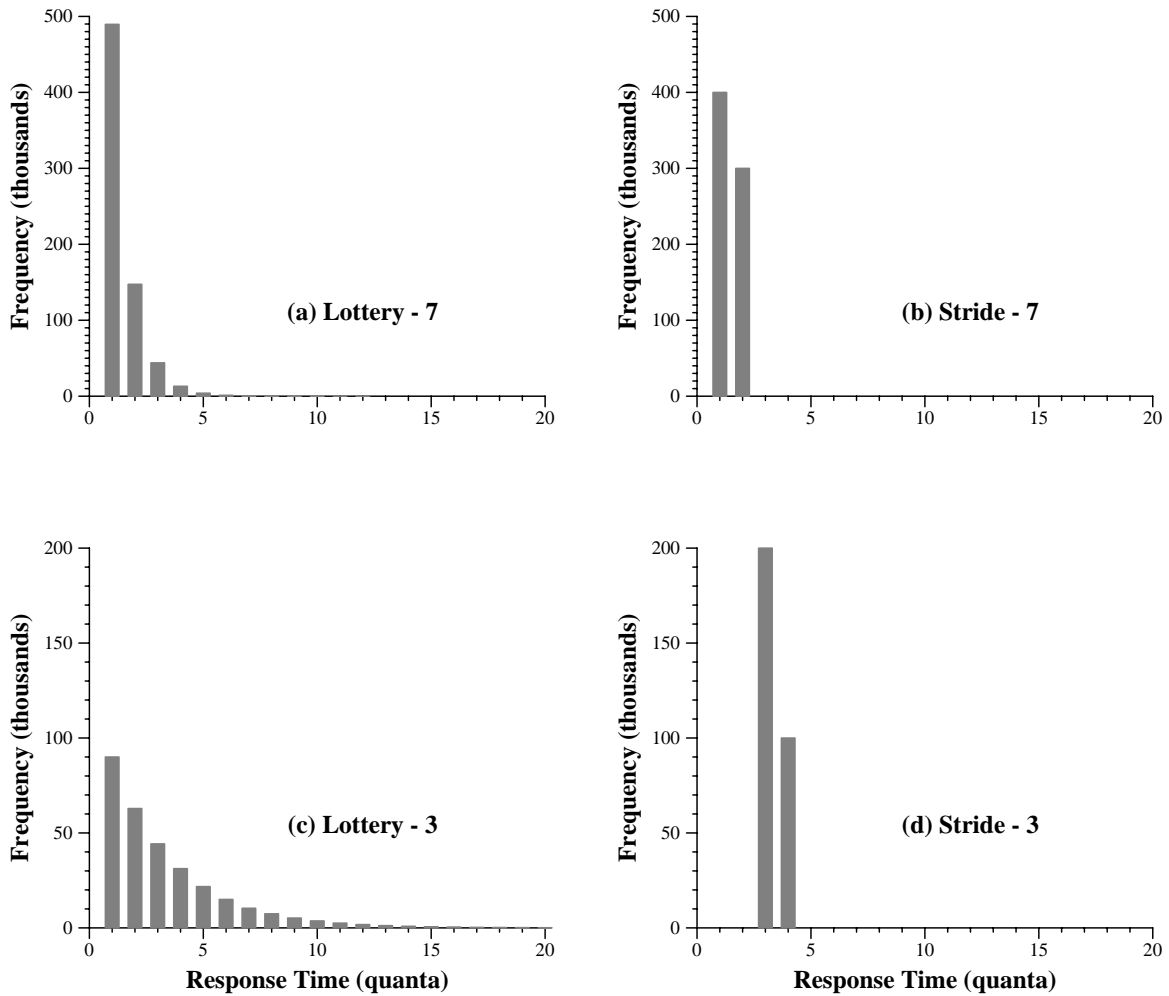 500
400
300
200
100
0
Frequency (thousands)
(a) Lottery - 7
0 5 10 15 20
500
400
300
200
100
0
Frequency (thousands)
(b) Stride - 7
0 5 10 15 20
200
150
100
50
0
Frequency (thousands)
(c) Lottery - 3
0 5 10 15 20
Response Time (quanta)
200
150
100
50
0
Frequency (thousands)
(d) Stride - 3
0 5 10 15 20
Response Time (quanta)